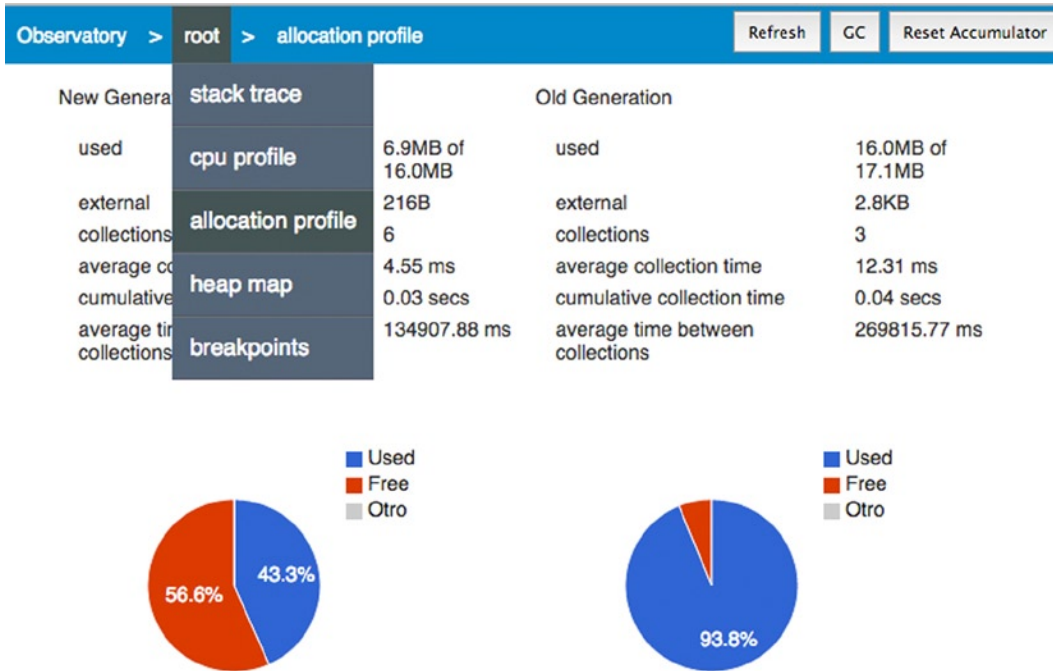 Observatory > root > allocation profile
Refresh
GC
Reset Accumulator
stack trace
cpu profile
allocation profile
heap map
breakpoints
New Genera
used 6.9MB of
16.0MB
external 216B
collections 6
average co 4.55 ms
cumulative 0.03 secs
average tir 134907.88 ms
collections
Old Generation
used 16.0MB of
17.1MB
external 2.8KB
collections 3
average collection time 12.31 ms
cumulative collection time 0.04 secs
average time between 269815.77 ms
collections
Used
Free
Otro
56.6%
43.3%
Used
Free
Otro
93.8%